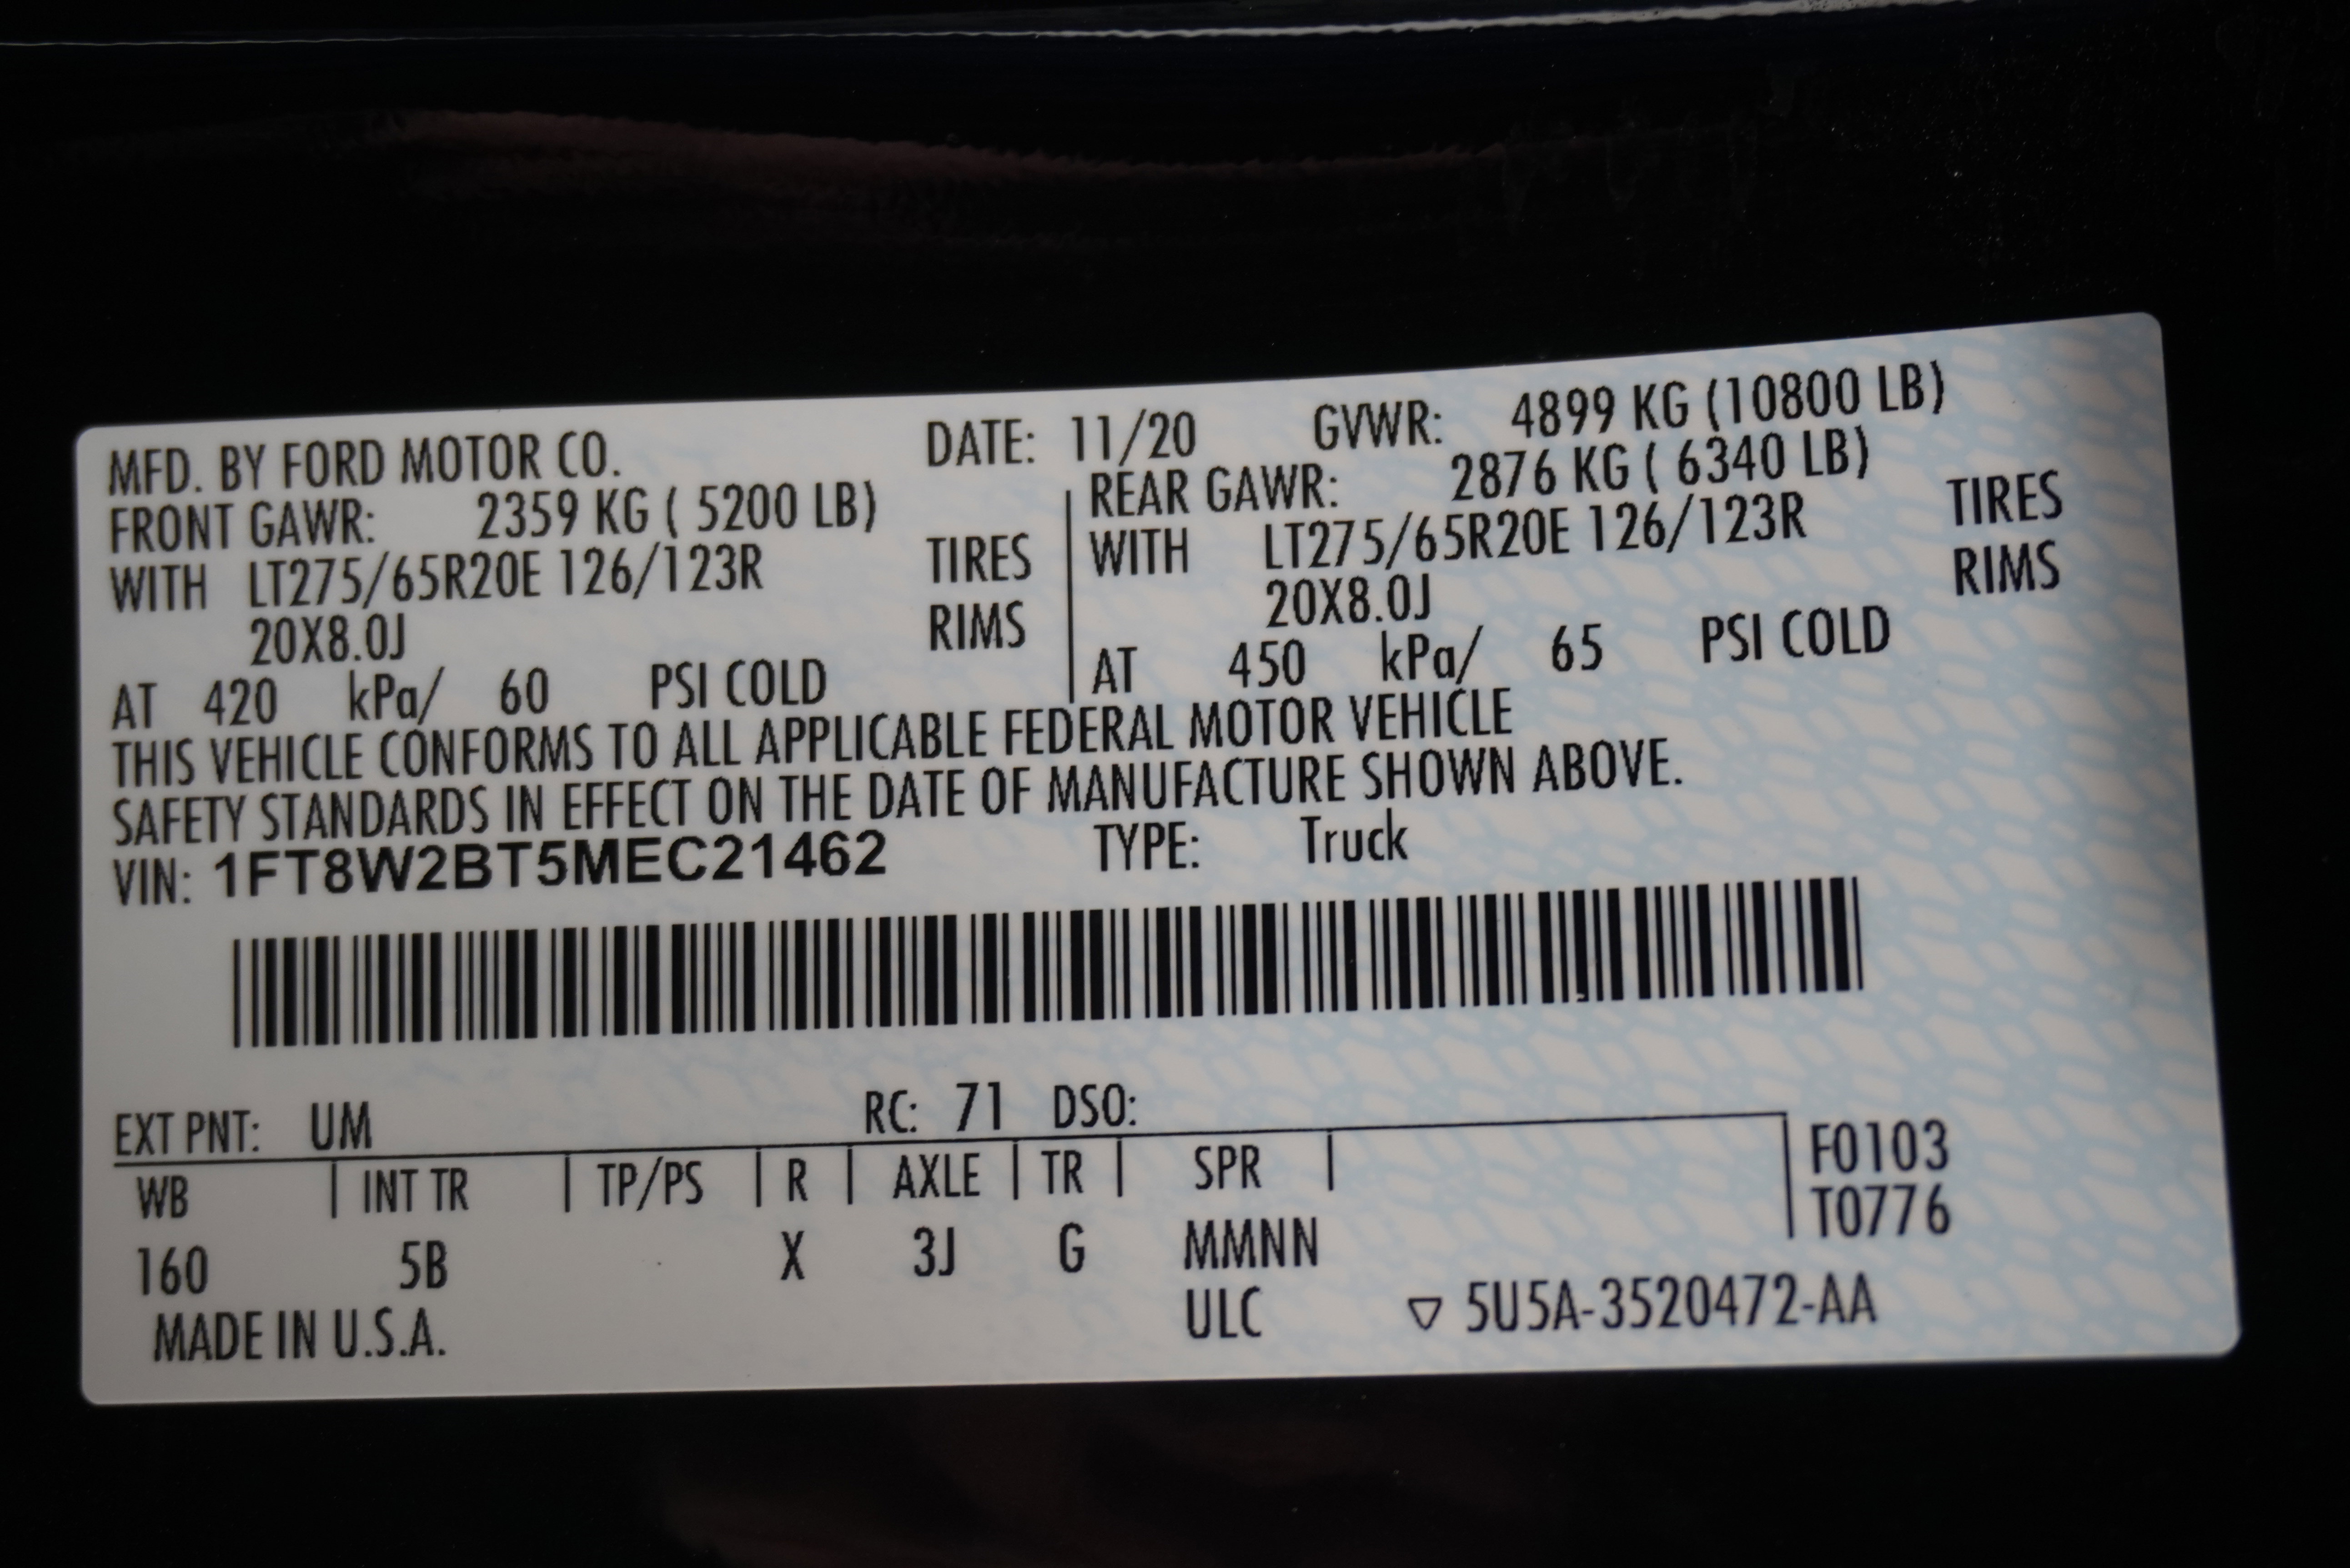 MFD. BY FORD MOTOR CO. DATE: 11/20 GVWR: 4899 KG (10800 LB)
FRONT GAWR: 2359 KG ( 5200 LB) REAR GAWR: 2876 KG ( 6340 LB)
WITH LT275/65R20E 126/123R TIRES WITH LT275/65R20E 126/123R TIRES
20X8.0J RIMS 20X8.0J RIMS
AT 420 kPa/ 60 PSI COLD AT 450 kPa/ 65 PSI COLD
THIS VEHICLE CONFORMS TO ALL APPLICABLE FEDERAL MOTOR VEHICLE
SAFETY STANDARDS IN EFFECT ON THE DATE OF MANUFACTURE SHOWN ABOVE.
VIN: 1FT8W2BT5MEC21462 TYPE: Truck
EXT PNT: UM RC: 71 DSO:
WB INT TR TP/PS R AXLE TR SPR F0103
T0776
160 5B X 3J G MMNN
MADE IN U.S.A. ULC ▽ 5U5A-3520472-AA